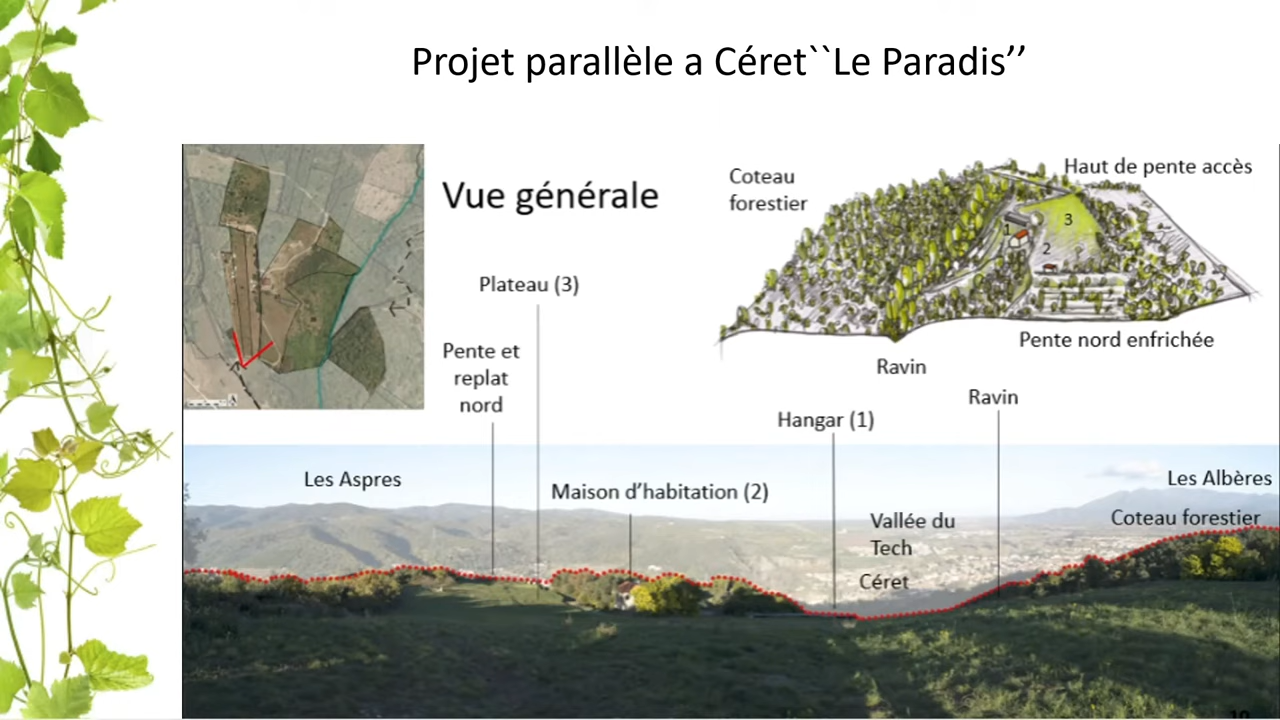 Projet parallèle a Céret``Le Paradis’’
Vue générale
Coteau
forestier
Haut de pente accès
1
2
3
Pente nord enfrichée
Ravin
Plateau (3)
Pente et
replat
nord
Hangar (1)
Ravin
Les Aspres
Maison d’habitation (2)
Vallée du
Tech
Céret
Les Albères
Coteau forestier
10